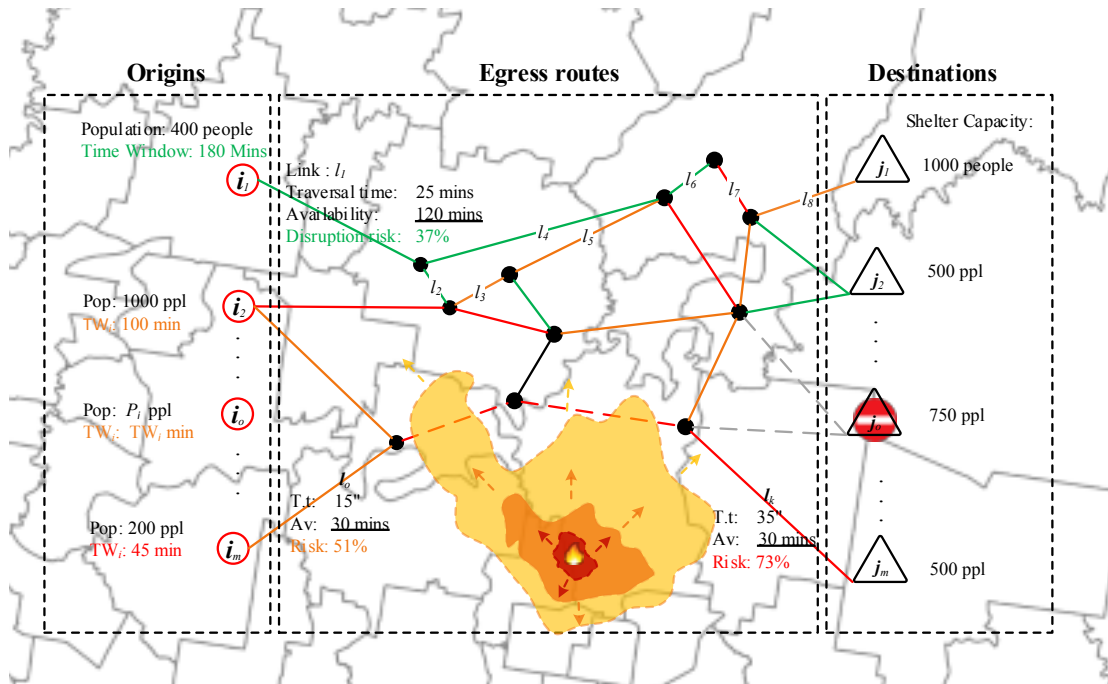 Origins
Egress routes
Destinations
Population: 400 people
Time Wrndow: 180 Mins
i₁
Link : l₁
Traversal time: 25 mins
Availability: 120 mins
Disruption risk: 37%
l₂
l₃
l₄
l₅
l₆
l₇
l₈
Shelter Capacity:
j₁
1000 people
j₂
500 ppl
Pop: 1000 ppl
TWᵢ: 100 min
i₂
Pop: Pᵢ ppl
TWᵢ: TWᵢ min
iₒ
jₒ
750 ppl
Pop: 200 ppl
TWᵢ: 45 min
iₘ
lₒ
T.t: 15"
Av: 30 mins
Risk: 51%
lₖ
T.t: 35"
Av: 30 mins
Risk: 73%
jₘ
500 ppl